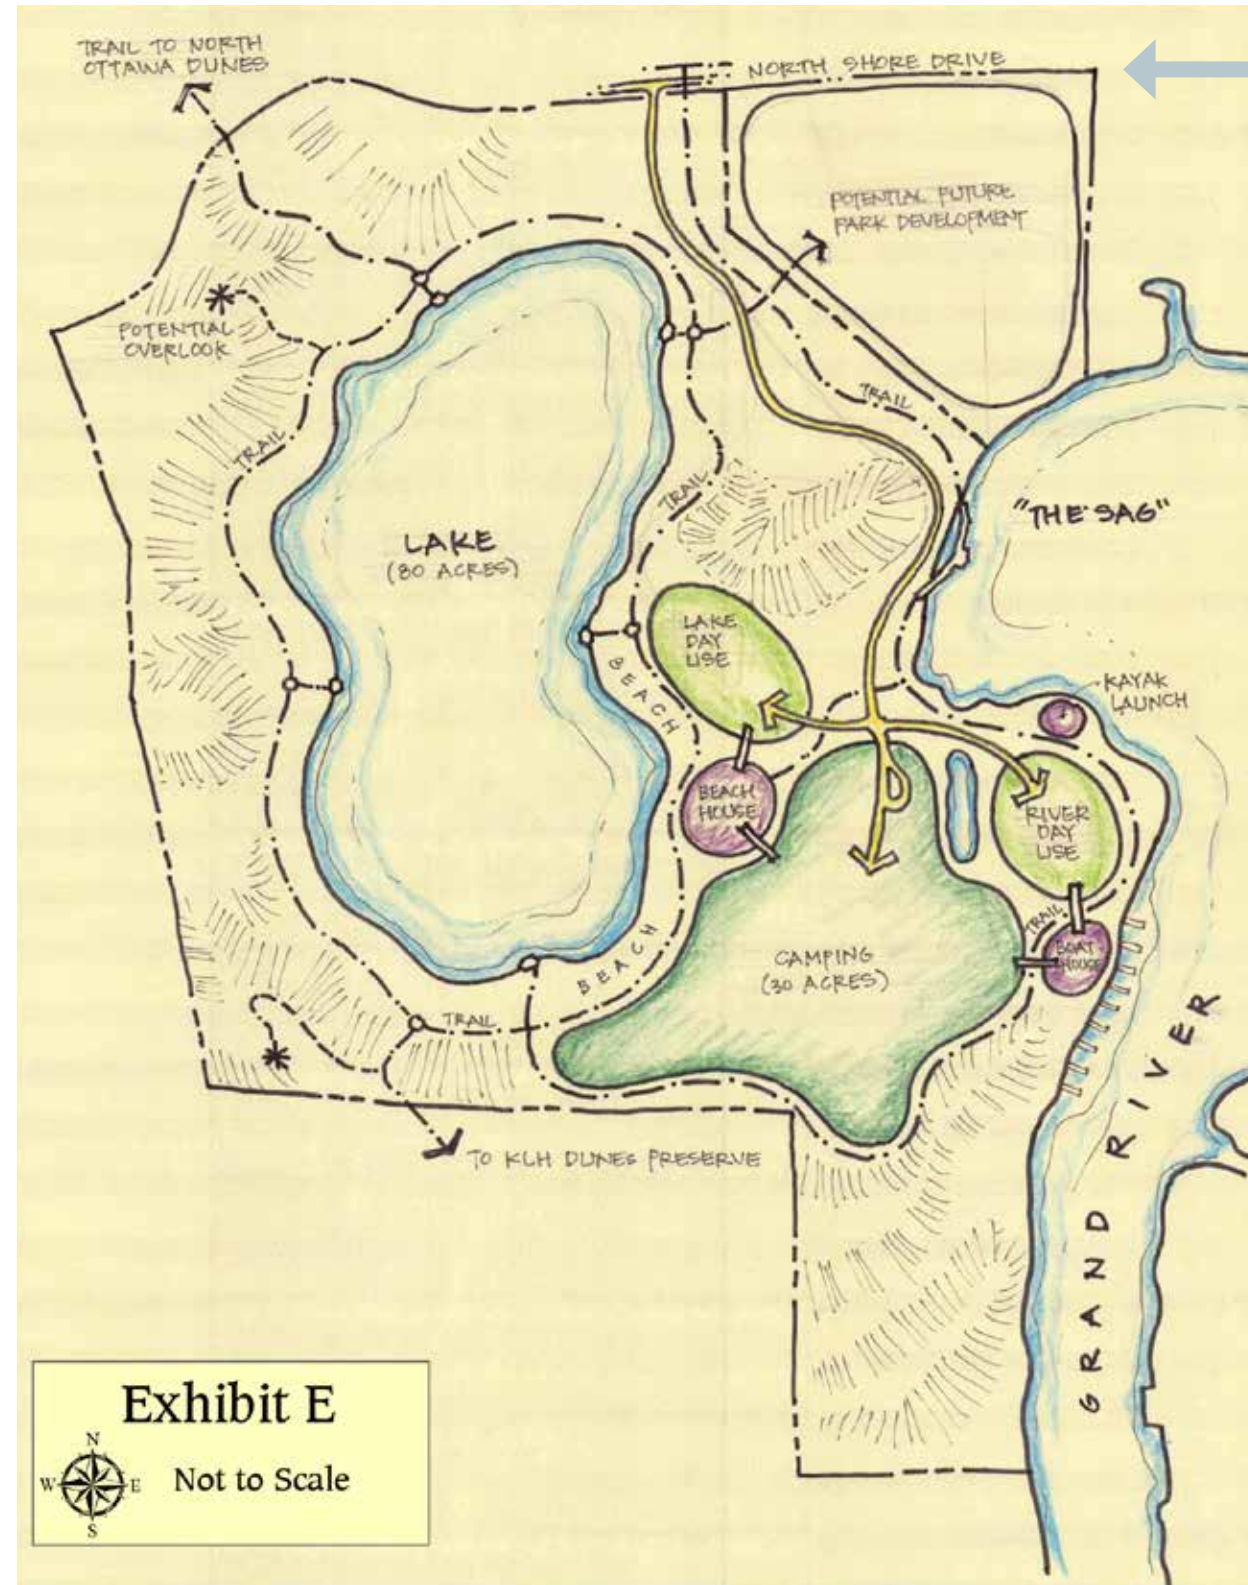 TRAIL TO NORTH
OTTAWA DUNES
NORTH SHORE DRIVE
POTENTIAL FUTURE
PARK DEVELOPMENT
POTENTIAL
OVERLOOK
TRAIL
TRAIL
TRAIL
"THE SAG"
LAKE
(80 ACRES)
LAKE
DAY
USE
BEACH
KAYAK
LAUNCH
BEACH
HOUSE
RIVER
DAY
USE
TRAIL
BOAT
HOUSE
CAMPING
(30 ACRES)
BEACH
TRAIL
TO KLH DUNES PRESERVE
GRAND RIVER
Exhibit E
N
W E
S
Not to Scale